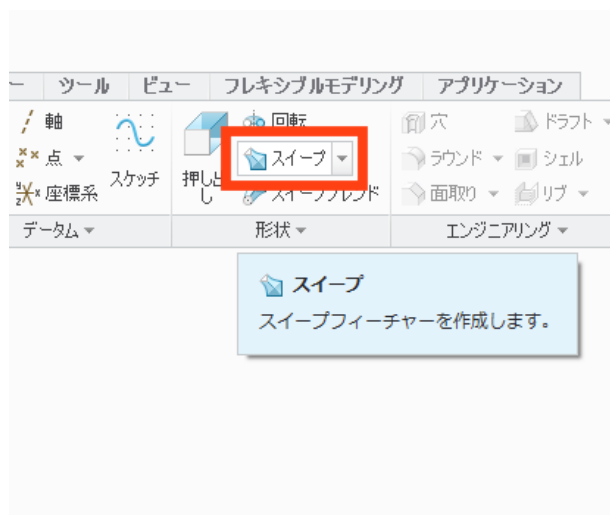 ー ツール ビュー フレキシブルモデリング アプリケーション
軸
点
座標系
スケッチ
押し出し
回転
スイープ
スイープブレンド
穴
ラウンド
面取り
ドラフト
シェル
リブ
データム 形状 エンジニアリング
スイープ
スイープフィーチャーを作成します。